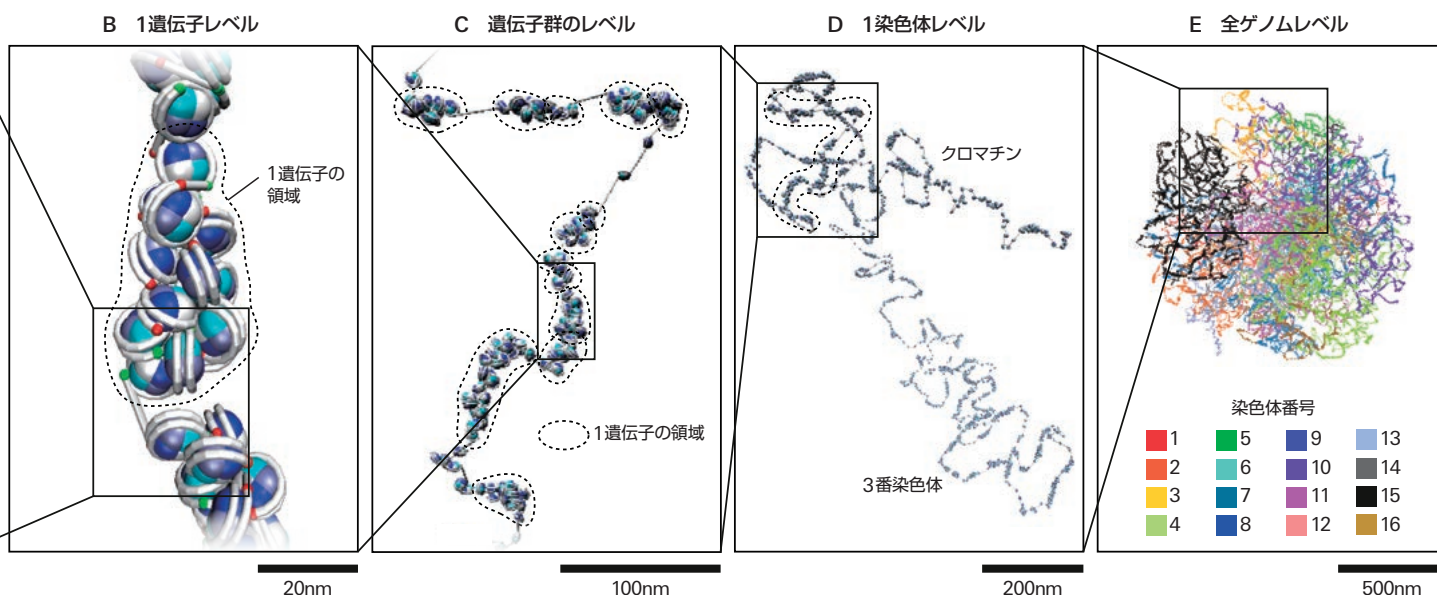 B 1遺伝子レベル
C 遺伝子群のレベル
D 1染色体レベル
E 全ゲノムレベル
1遺伝子の
領域
20nm
1遺伝子の領域
100nm
クロマチン
3番染色体
200nm
染色体番号
1 5 9 13
2 6 10 14
3 7 11 15
4 8 12 16
500nm